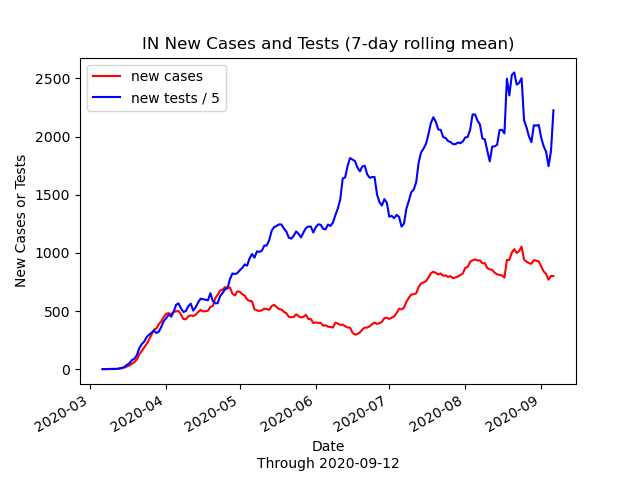 IN New Cases and Tests (7-day rolling mean)
new cases
new tests / 5
New Cases or Tests
2500
2000
1500
1000
500
0
2020-03
2020-04
2020-05
2020-06
2020-07
2020-08
2020-09
Date
Through 2020-09-12